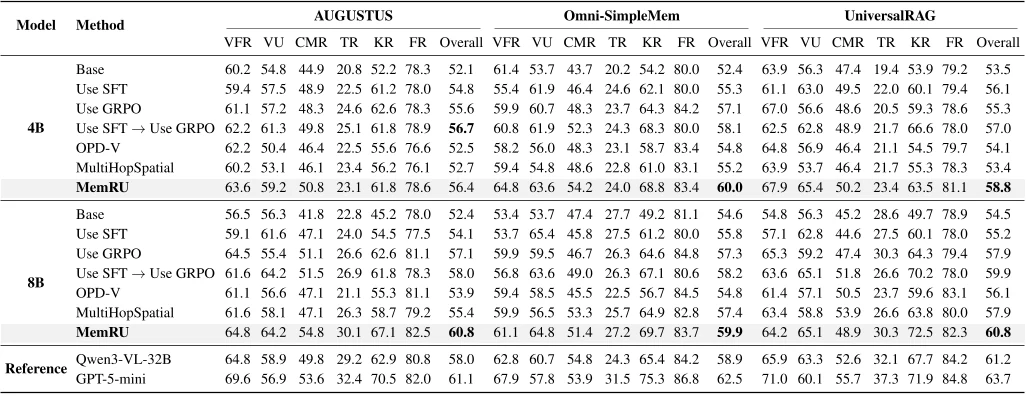 Model Method AUGUSTUS Omni-SimpleMem UniversalRAG
VFR VU CMR TR KR FR Overall VFR VU CMR TR KR FR Overall VFR VU CMR TR KR FR Overall
4B
Base 60.2 54.8 44.9 20.8 52.2 78.3 52.1 61.4 53.7 43.7 20.2 54.2 80.0 52.4 63.9 56.3 47.4 19.4 53.9 79.2 53.5
Use SFT 59.4 57.5 48.9 22.5 61.2 78.0 54.8 55.4 61.9 46.4 24.6 62.1 80.0 55.3 61.1 63.0 49.5 22.0 60.1 79.4 56.1
Use GRPO 61.1 57.2 48.3 24.6 62.6 78.3 55.6 59.9 60.7 48.3 23.7 64.3 84.2 57.1 67.0 56.6 48.6 20.5 59.3 78.6 55.3
Use SFT → Use GRPO 62.2 61.3 49.8 25.1 61.8 78.9 56.7 60.8 61.9 52.3 24.3 68.3 80.0 58.1 62.5 62.8 48.9 21.7 66.6 78.0 57.0
OPD-V 62.2 50.4 46.4 22.5 55.6 76.6 52.5 58.2 56.0 48.3 23.1 58.7 83.4 54.8 64.8 56.9 46.4 21.1 54.5 79.7 54.1
MultiHopSpatial 60.2 53.1 46.1 23.4 56.2 76.1 52.7 59.4 54.8 48.6 22.8 61.0 83.1 55.2 63.9 53.7 46.4 21.7 55.5 78.3 53.4
MemRU 63.6 59.2 50.8 23.1 61.8 78.6 56.4 64.8 63.6 54.2 24.0 68.8 83.4 60.0 67.9 65.4 50.2 23.4 63.5 81.1 58.8
8B
Base 56.5 56.3 41.8 22.8 45.2 78.0 52.4 53.4 53.7 47.4 27.7 49.2 81.1 54.6 54.8 56.3 45.2 28.6 49.7 78.9 54.5
Use SFT 59.1 61.6 47.1 24.0 54.5 77.5 54.1 53.7 65.4 45.8 27.5 61.2 80.0 55.8 57.1 62.8 44.6 27.5 60.1 78.0 55.2
Use GRPO 64.5 55.4 51.1 26.6 62.6 81.1 57.1 59.9 59.5 46.7 26.3 64.6 84.8 57.3 65.3 59.2 47.4 30.3 64.3 79.4 57.9
Use SFT → Use GRPO 61.6 64.2 51.5 26.9 61.8 78.3 58.0 56.8 63.6 49.0 26.3 67.1 80.6 58.2 63.6 65.1 51.8 26.6 70.2 78.0 59.9
OPD-V 61.1 56.6 47.1 21.1 55.3 81.1 53.9 59.4 58.5 45.5 22.5 56.7 84.5 54.8 61.4 57.1 50.5 23.7 59.6 83.1 56.1
MultiHopSpatial 61.6 58.1 47.1 26.3 58.7 79.2 55.4 59.9 56.5 53.3 25.7 64.9 82.8 57.4 63.4 58.8 53.9 26.6 63.8 80.0 57.9
MemRU 64.8 64.2 54.8 30.1 67.1 82.5 60.8 61.1 64.8 51.4 27.2 69.7 83.7 59.9 64.2 65.1 48.9 30.3 72.5 82.3 60.8
Reference
Qwen3-VL-32B 64.8 58.9 49.8 29.2 62.9 80.8 58.0 62.8 60.7 54.8 24.3 65.4 84.2 58.9 65.9 63.3 52.6 32.1 67.7 84.2 61.2
GPT-5-mini 69.6 56.9 53.6 32.4 70.5 82.0 61.1 67.9 57.8 53.9 31.5 75.3 86.8 62.5 71.0 60.1 55.7 37.3 71.9 84.8 63.7